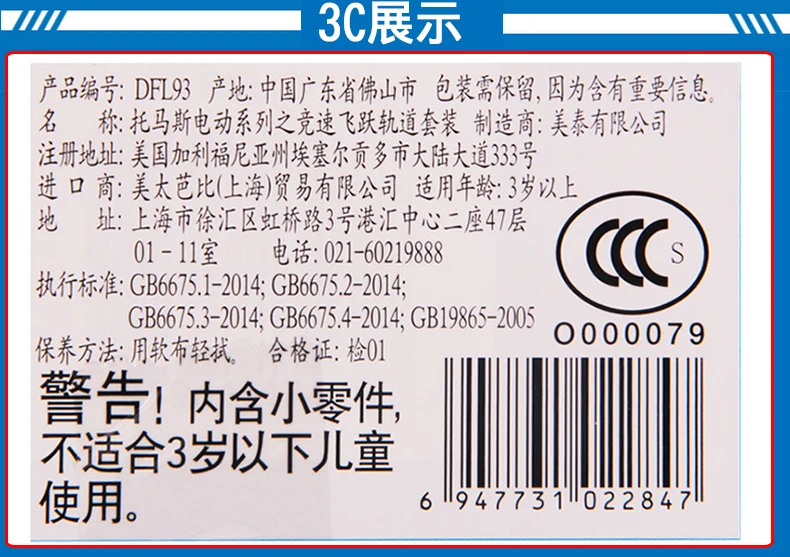 3C展示
产品编号: DFL93 产地: 中国广东省佛山市 包装需保留, 因为含有重要信息。
名 称: 托马斯电动系列之竞速飞跃轨道套装 制造商: 美泰有限公司
注册地址: 美国加利福尼亚州埃塞尔贡多市大陆大道333号
进 口 商: 美太芭比(上海)贸易有限公司 适用年龄: 3岁以上
地 址: 上海市徐汇区虹桥路3号港汇中心二座47层
01-11室 电话: 021-60219888
执行标准: GB6675.1-2014; GB6675.2-2014;
GB6675.3-2014; GB6675.4-2014; GB19865-2005
CCC S
O000079
保养方法: 用软布轻拭。 合格证: 检01
警告! 内含小零件,
不适合3岁以下儿童
使用。
6 947731 022847